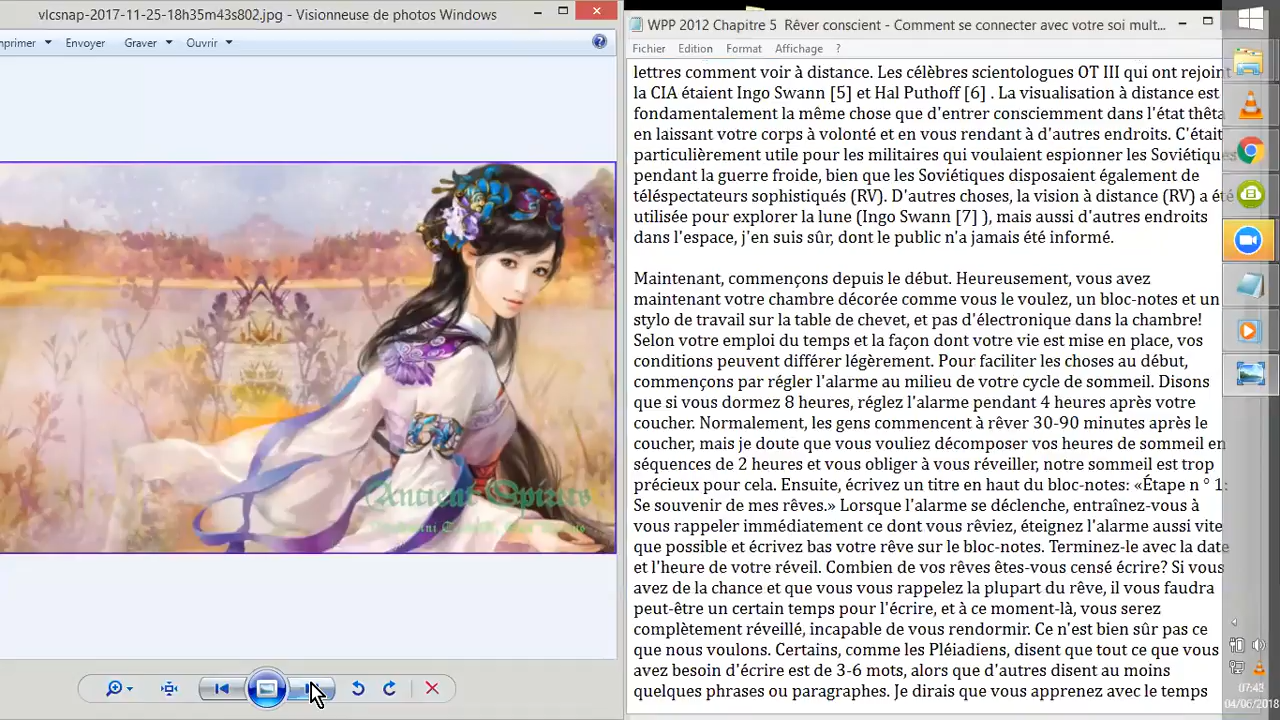 vlcsnap-2017-11-25-18h35m43s802.jpg - Visionneuse de photos Windows
mprimer Envoyer Graver Ouvrir
Ancient Spirits
WPP 2012 Chapitre 5 Rêver conscient - Comment se connecter avec votre soi mult...
Fichier Edition Format Affichage ?
lettres comment voir à distance. Les célèbres scientologues OT III qui ont rejoint
la CIA étaient Ingo Swann [5] et Hal Puthoff [6] . La visualisation à distance est
fondamentalement la même chose que d'entrer consciemment dans l'état thêta
en laissant votre corps à volonté et en vous rendant à d'autres endroits. C'était
particulièrement utile pour les militaires qui voulaient espionner les Soviétiques
pendant la guerre froide, bien que les Soviétiques disposaient également de
téléspectateurs sophistiqués (RV). D'autres choses, la vision à distance (RV) a été
utilisée pour explorer la lune (Ingo Swann [7] ), mais aussi d'autres endroits
dans l'espace, j'en suis sûr, dont le public n'a jamais été informé.
Maintenant, commençons depuis le début. Heureusement, vous avez
maintenant votre chambre décorée comme vous le voulez, un bloc-notes et un
stylo de travail sur la table de chevet, et pas d'électronique dans la chambre!
Selon votre emploi du temps et la façon dont votre vie est mise en place, vos
conditions peuvent différer légèrement. Pour faciliter les choses au début,
commençons par régler l'alarme au milieu de votre cycle de sommeil. Disons
que si vous dormez 8 heures, réglez l'alarme pendant 4 heures après votre
coucher. Normalement, les gens commencent à rêver 30-90 minutes après le
coucher, mais je doute que vous vouliez décomposer vos heures de sommeil en
séquences de 2 heures et vous obliger à vous réveiller, notre sommeil est trop
précieux pour cela. Ensuite, écrivez un titre en haut du bloc-notes: «Étape n ° 1:
Se souvenir de mes rêves.» Lorsque l'alarme se déclenche, entraînez-vous à
vous rappeler immédiatement ce dont vous rêviez, éteignez l'alarme aussi vite
que possible et écrivez bas votre rêve sur le bloc-notes. Terminez-le avec la date
et l'heure de votre réveil. Combien de vos rêves êtes-vous censé écrire? Si vous
avez de la chance et que vous vous rappelez la plupart du rêve, il vous faudra
peut-être un certain temps pour l'écrire, et à ce moment-là, vous serez
complètement réveillé, incapable de vous rendormir. Ce n'est bien sûr pas ce
que nous voulons. Certains, comme les Pléiadiens, disent que tout ce que vous
avez besoin d'écrire est de 3-6 mots, alors que d'autres disent au moins
quelques phrases ou paragraphes. Je dirais que vous apprenez avec le temps
07:43
04/06/2018